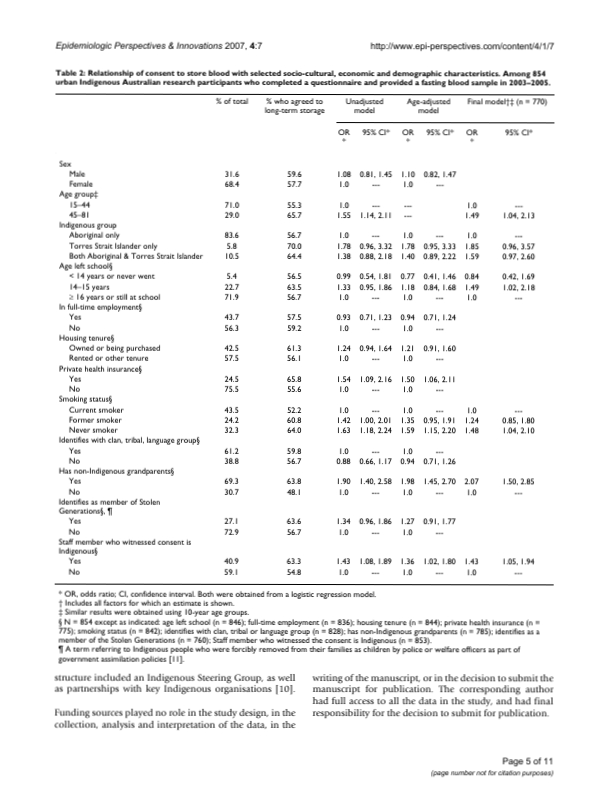 Epidemiologic Perspectives & Innovations 2007, 4:7 http://www.epi-perspectives.com/content/4/1/7
Table 2: Relationship of consent to store blood with selected socio-cultural, economic and demographic characteristics. Among 854
urban Indigenous Australian research participants who completed a questionnaire and provided a fasting blood sample in 2003–2005.
% of total % who agreed to Unadjusted Age-adjusted Final model†‡ (n = 770)
long-term storage model model
OR 95% CI* OR 95% CI* OR 95% CI*
* * *
Sex
Male 31.6 59.6 1.08 0.81, 1.45 1.10 0.82, 1.47
Female 68.4 57.7 1.0 --- 1.0 ---
Age group‡
15–44 71.0 55.3 1.0 --- 1.0 ---
45–81 29.0 65.7 1.55 1.14, 2.11 --- 1.49 1.04, 2.13
Indigenous group
Aboriginal only 83.6 56.7 1.0 --- 1.0 --- 1.0 ---
Torres Strait Islander only 5.8 70.0 1.78 0.96, 3.32 1.78 0.95, 3.33 1.85 0.96, 3.57
Both Aboriginal & Torres Strait Islander 10.5 64.4 1.38 0.88, 2.18 1.40 0.89, 2.22 1.59 0.97, 2.60
Age left school§
< 14 years or never went 5.4 56.5 0.99 0.54, 1.81 0.77 0.41, 1.46 0.84 0.42, 1.69
14–15 years 22.7 63.5 1.33 0.95, 1.86 1.18 0.84, 1.68 1.49 1.02, 2.18
≥ 16 years or still at school 71.9 56.7 1.0 --- 1.0 --- 1.0 ---
In full-time employment§
Yes 43.7 57.5 0.93 0.71, 1.23 0.94 0.71, 1.24
No 56.3 59.2 1.0 --- 1.0 ---
Housing tenure§
Owned or being purchased 42.5 61.3 1.24 0.94, 1.64 1.21 0.91, 1.60
Rented or other tenure 57.5 56.1 1.0 --- 1.0 ---
Private health insurance§
Yes 24.5 65.8 1.54 1.09, 2.16 1.50 1.06, 2.11
No 75.5 55.6 1.0 --- 1.0 ---
Smoking status§
Current smoker 43.5 52.2 1.0 --- 1.0 --- 1.0 ---
Former smoker 24.2 60.8 1.42 1.00, 2.01 1.35 0.95, 1.91 1.24 0.85, 1.80
Never smoker 32.3 64.0 1.63 1.18, 2.24 1.59 1.15, 2.20 1.48 1.04, 2.10
Identifies with clan, tribal, language group§
Yes 61.2 59.8 1.0 --- 1.0 ---
No 38.8 56.7 0.88 0.66, 1.17 0.94 0.71, 1.26
Has non-Indigenous grandparents§
Yes 69.3 63.8 1.90 1.40, 2.58 1.98 1.45, 2.70 2.07 1.50, 2.85
No 30.7 48.1 1.0 --- 1.0 --- 1.0 ---
Identifies as member of Stolen
Generations§, ¶
Yes 27.1 63.6 1.34 0.96, 1.86 1.27 0.91, 1.77
No 72.9 56.7 1.0 --- 1.0 ---
Staff member who witnessed consent is
Indigenous§
Yes 40.9 63.3 1.43 1.08, 1.89 1.36 1.02, 1.80 1.43 1.05, 1.94
No 59.1 54.8 1.0 --- 1.0 --- 1.0 ---
* OR, odds ratio; CI, confidence interval. Both were obtained from a logistic regression model.
† Includes all factors for which an estimate is shown.
‡ Similar results were obtained using 10-year age groups.
§ N = 854 except as indicated: age left school (n = 846); full-time employment (n = 836); housing tenure (n = 844); private health insurance (n =
775); smoking status (n = 842); identifies with clan, tribal or language group (n = 828); has non-Indigenous grandparents (n = 785); identifies as a
member of the Stolen Generations (n = 760); Staff member who witnessed the consent is Indigenous (n = 853).
¶ A term referring to Indigenous people who were forcibly removed from their families as children by police or welfare officers as part of
government assimilation policies [11].
structure included an Indigenous Steering Group, as well
as partnerships with key Indigenous organisations [10].
Funding sources played no role in the study design, in the
collection, analysis and interpretation of the data, in the
writing of the manuscript, or in the decision to submit the
manuscript for publication. The corresponding author
had full access to all the data in the study, and had final
responsibility for the decision to submit for publication.
Page 5 of 11
(page number not for citation purposes)